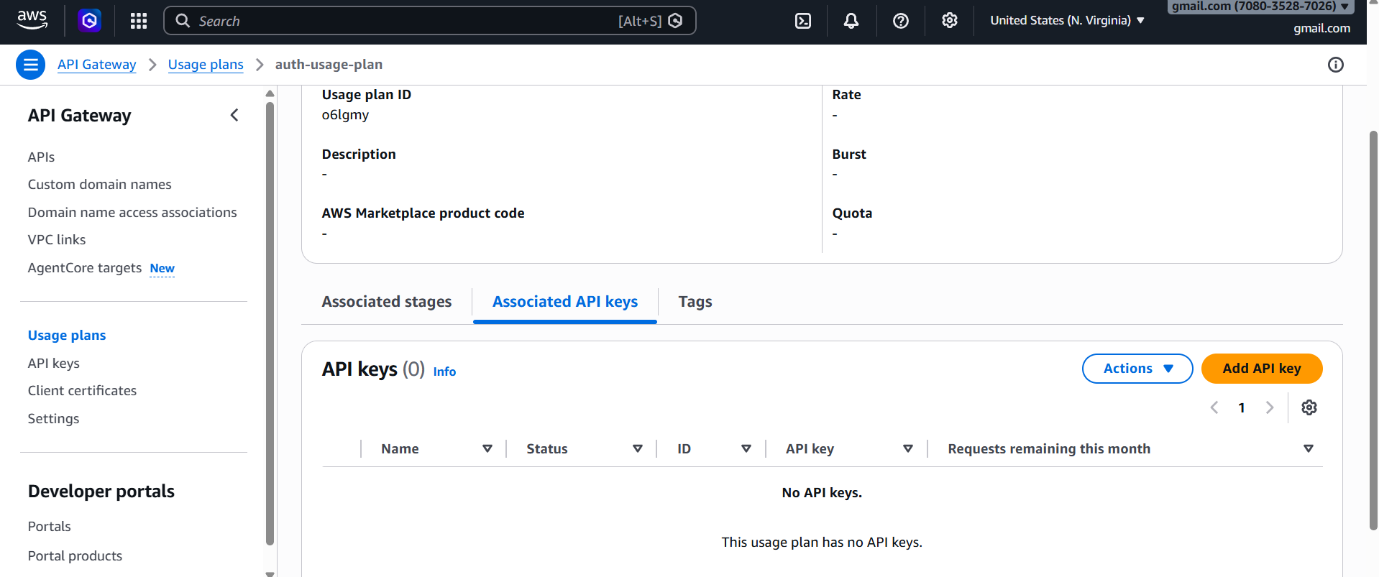 aws
Search [Alt+S]
United States (N. Virginia)
gmail.com (7080-3528-7026)
gmail.com
API Gateway > Usage plans > auth-usage-plan
API Gateway
APIs
Custom domain names
Domain name access associations
VPC links
AgentCore targets New
Usage plans
API keys
Client certificates
Settings
Developer portals
Portals
Portal products
Usage plan ID
o6lgmy
Rate
-
Description
-
Burst
-
AWS Marketplace product code
-
Quota
-
Associated stages
Associated API keys
Tags
API keys (0) Info
Actions
Add API key
1
Name Status ID API key Requests remaining this month
No API keys.
This usage plan has no API keys.